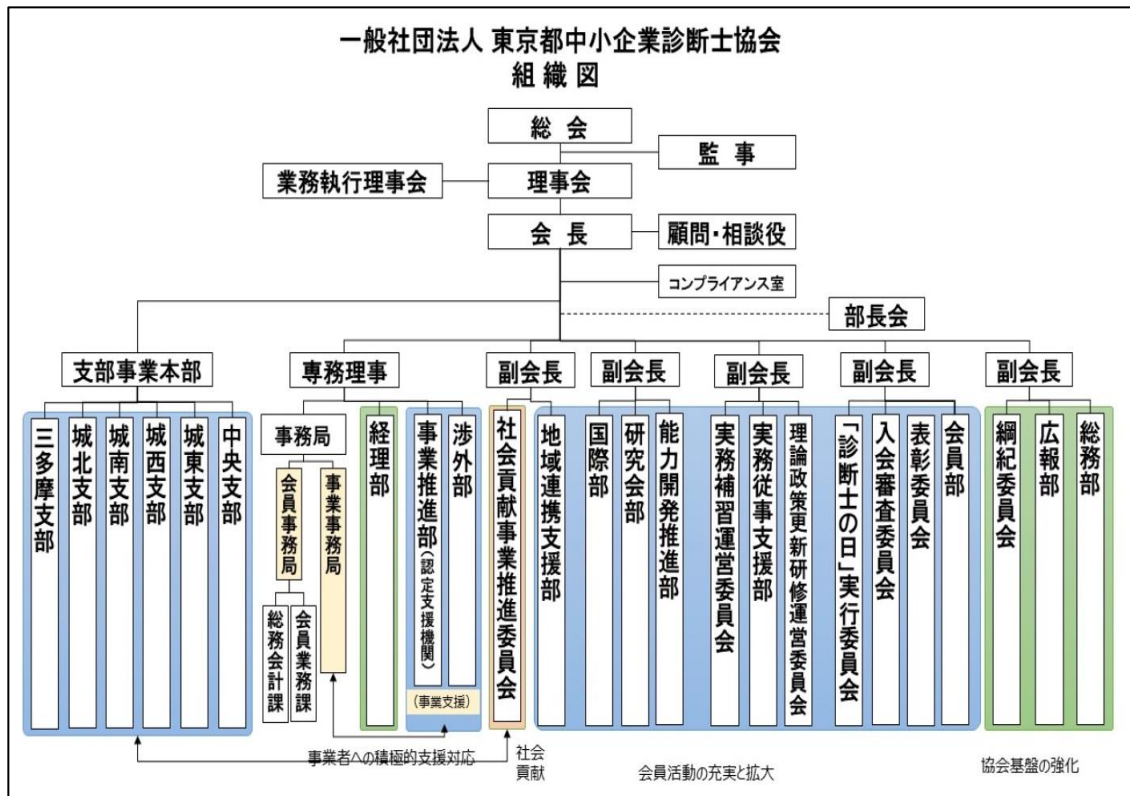 一般社団法人 東京都中小企業診断士協会
組織図
総会
監事
業務執行理事会
理事会
会長
顧問・相談役
コンプライアンス室
部長会
支部事業本部
専務理事
副会長
副会長
副会長
副会長
副会長
三多摩支部
城北支部
城南支部
城西支部
城東支部
中央支部
事務局
会員事務局
事業事務局
総務会計課
会員業務課
経理部
事業推進部(認定支援機関)
渉外部
(事業支援)
社会貢献事業推進委員会
地域連携支援部
国際部
研究会部
能力開発推進部
実務補習運営委員会
実務従事支援部
理論政策更新研修運営委員会
「診断士の日」実行委員会
入会審査委員会
表彰委員会
会員部
綱紀委員会
広報部
総務部
事業者への積極的支援対応
社会
貢献
会員活動の充実と拡大
協会基盤の強化